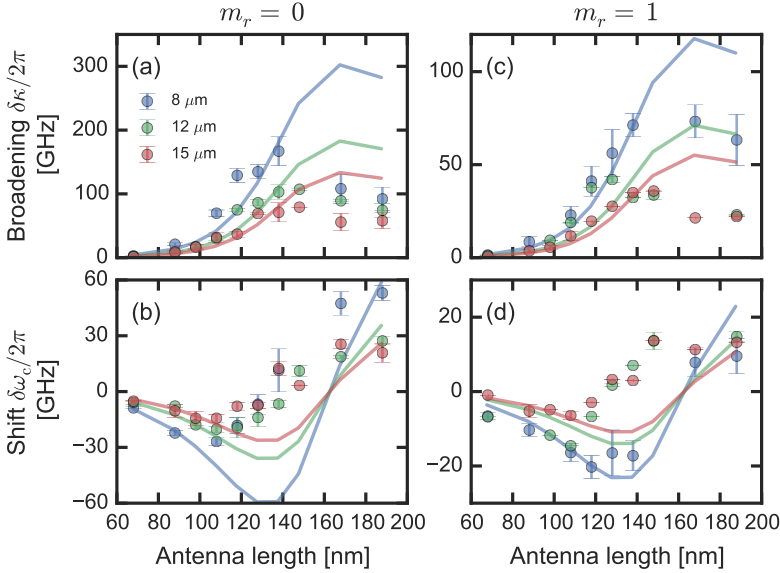 m_r = 0
m_r = 1
Broadening δκ/2π
[GHz]
300
200
100
0
(a)
8 μm
12 μm
15 μm
100
50
0
(c)
Shift δω_c/2π
[GHz]
60
30
0
−30
−60
(b)
20
0
−20
(d)
60 80 100 120 140 160 180 200
60 80 100 120 140 160 180 200
Antenna length [nm]
Antenna length [nm]